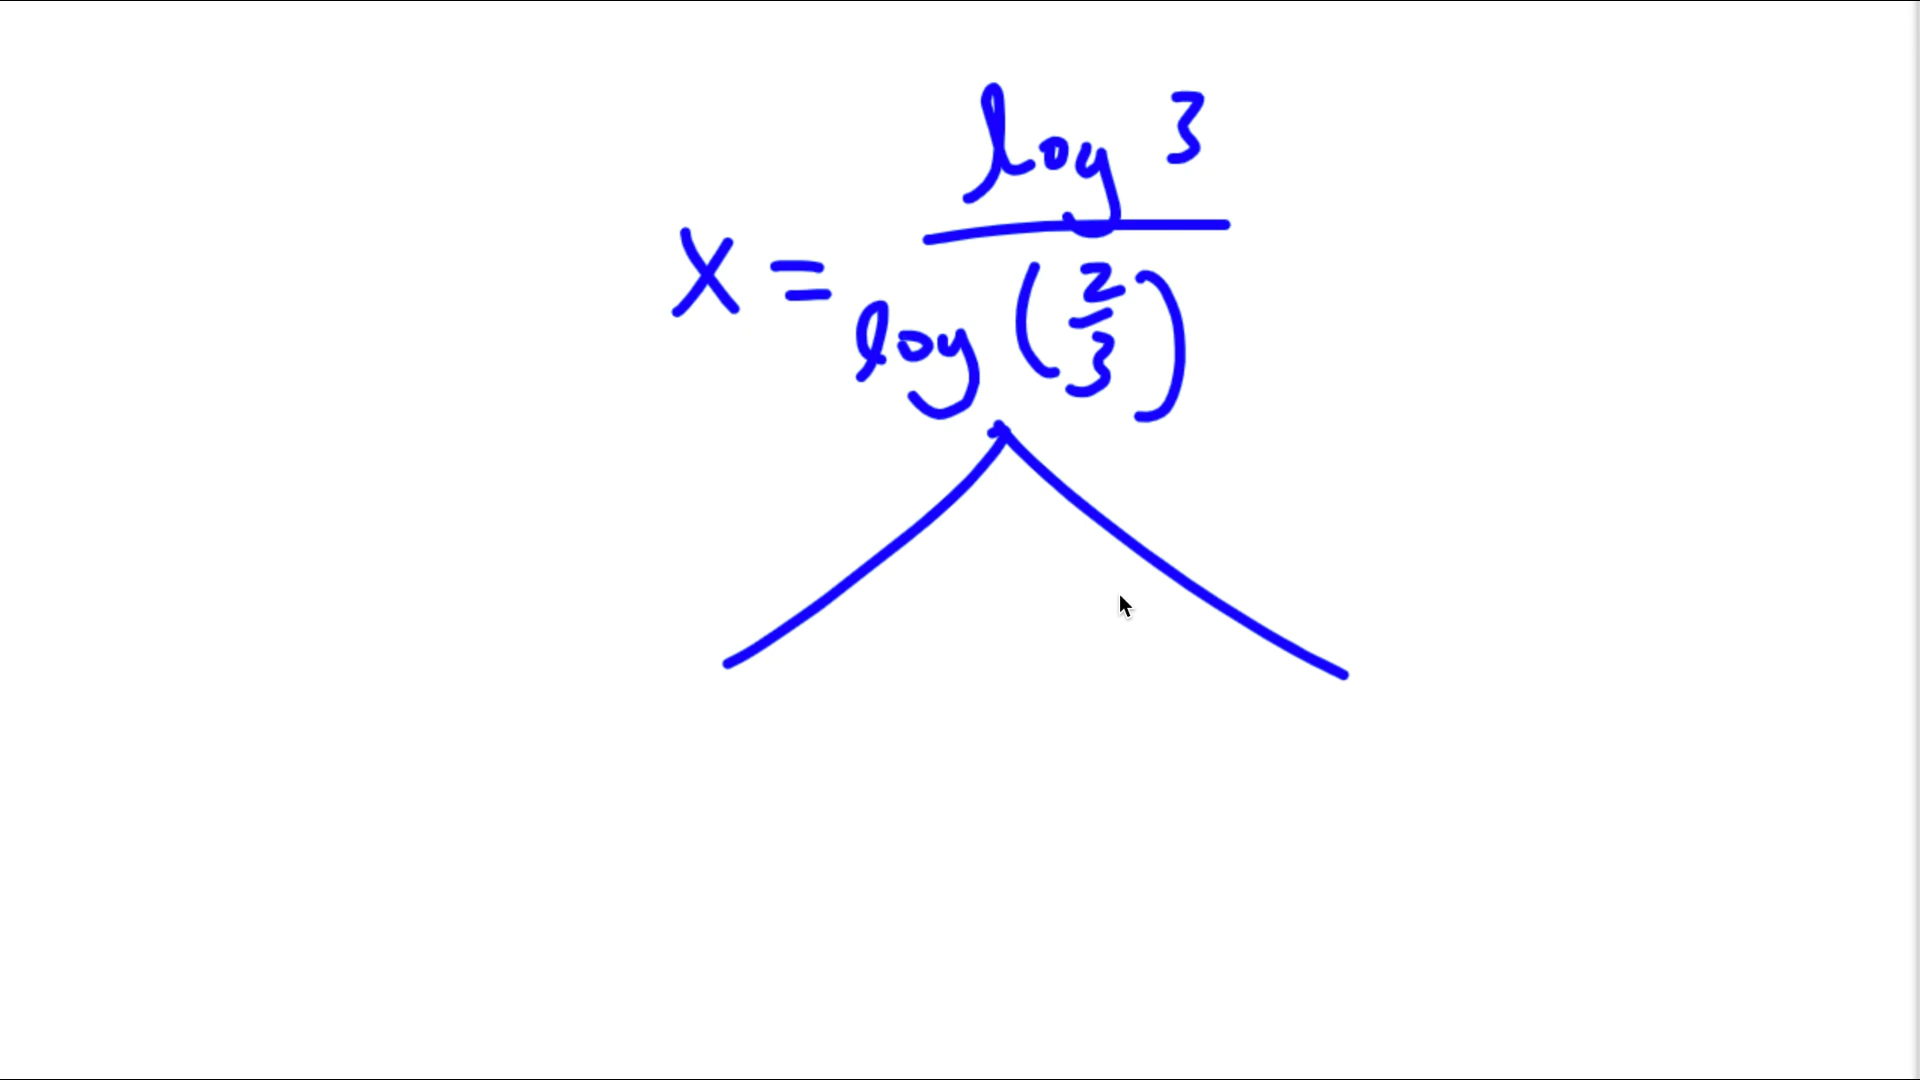 x = log 3 / log (2/3)